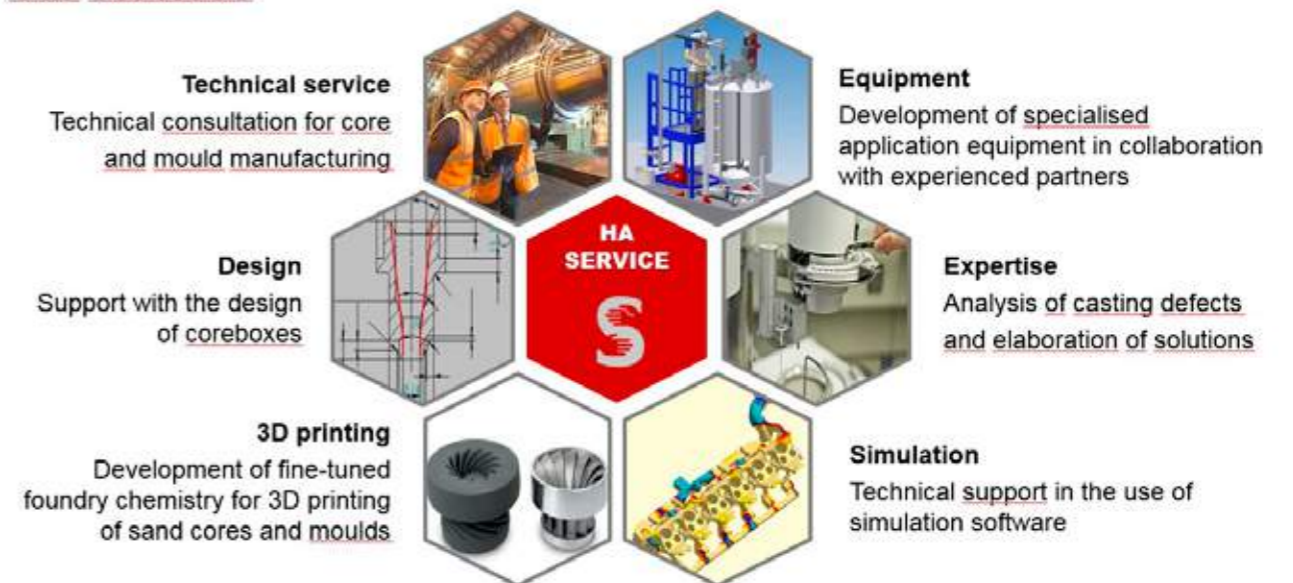 Technical service
Technical consultation for core
and mould manufacturing
Equipment
Development of specialised
application equipment in collaboration
with experienced partners
HA
SERVICE
S
Design
Support with the design
of coreboxes
Expertise
Analysis of casting defects
and elaboration of solutions
3D printing
Development of fine-tuned
foundry chemistry for 3D printing
of sand cores and moulds
Simulation
Technical support in the use of
simulation software